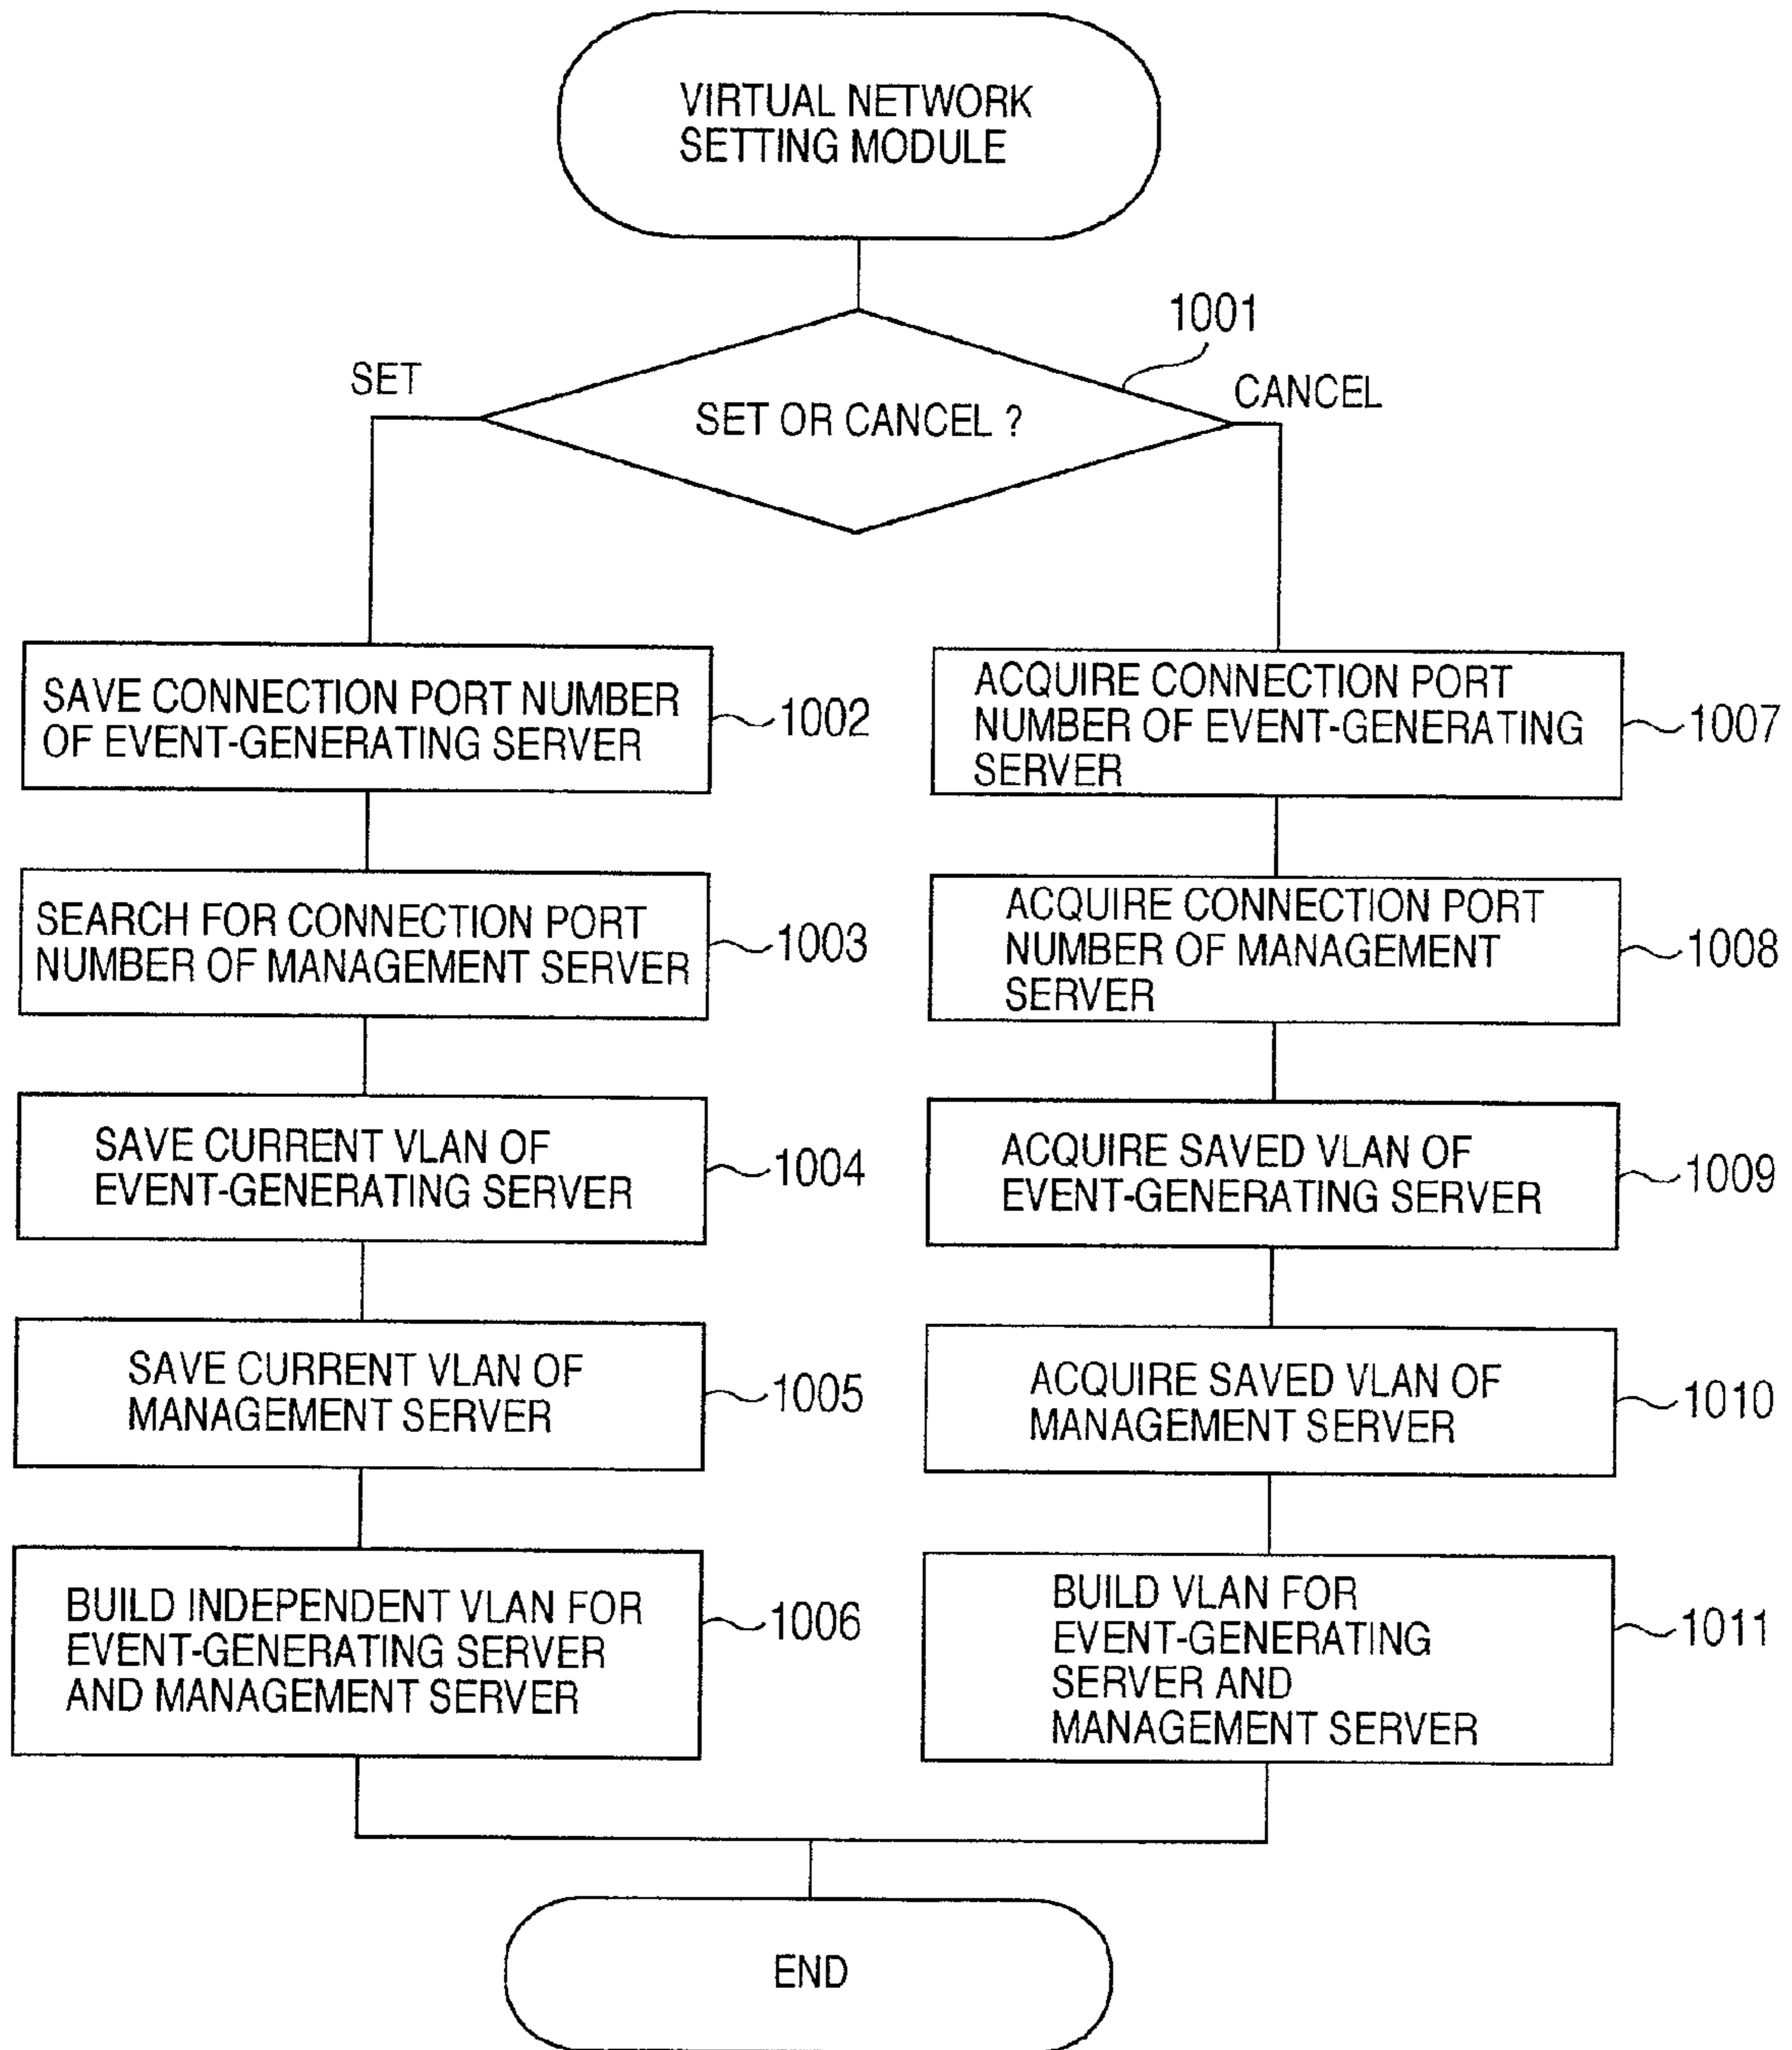 VIRTUAL NETWORK
SETTING MODULE
1001
SET
CANCEL
SET OR CANCEL ?
SAVE CONNECTION PORT NUMBER
OF EVENT-GENERATING SERVER
1002
SEARCH FOR CONNECTION PORT
NUMBER OF MANAGEMENT SERVER
1003
SAVE CURRENT VLAN OF
EVENT-GENERATING SERVER
1004
SAVE CURRENT VLAN OF
MANAGEMENT SERVER
1005
BUILD INDEPENDENT VLAN FOR
EVENT-GENERATING SERVER
AND MANAGEMENT SERVER
1006
ACQUIRE CONNECTION PORT
NUMBER OF EVENT-GENERATING
SERVER
1007
ACQUIRE CONNECTION PORT
NUMBER OF MANAGEMENT
SERVER
1008
ACQUIRE SAVED VLAN OF
EVENT-GENERATING SERVER
1009
ACQUIRE SAVED VLAN OF
MANAGEMENT SERVER
1010
BUILD VLAN FOR
EVENT-GENERATING
SERVER AND
MANAGEMENT SERVER
1011
END